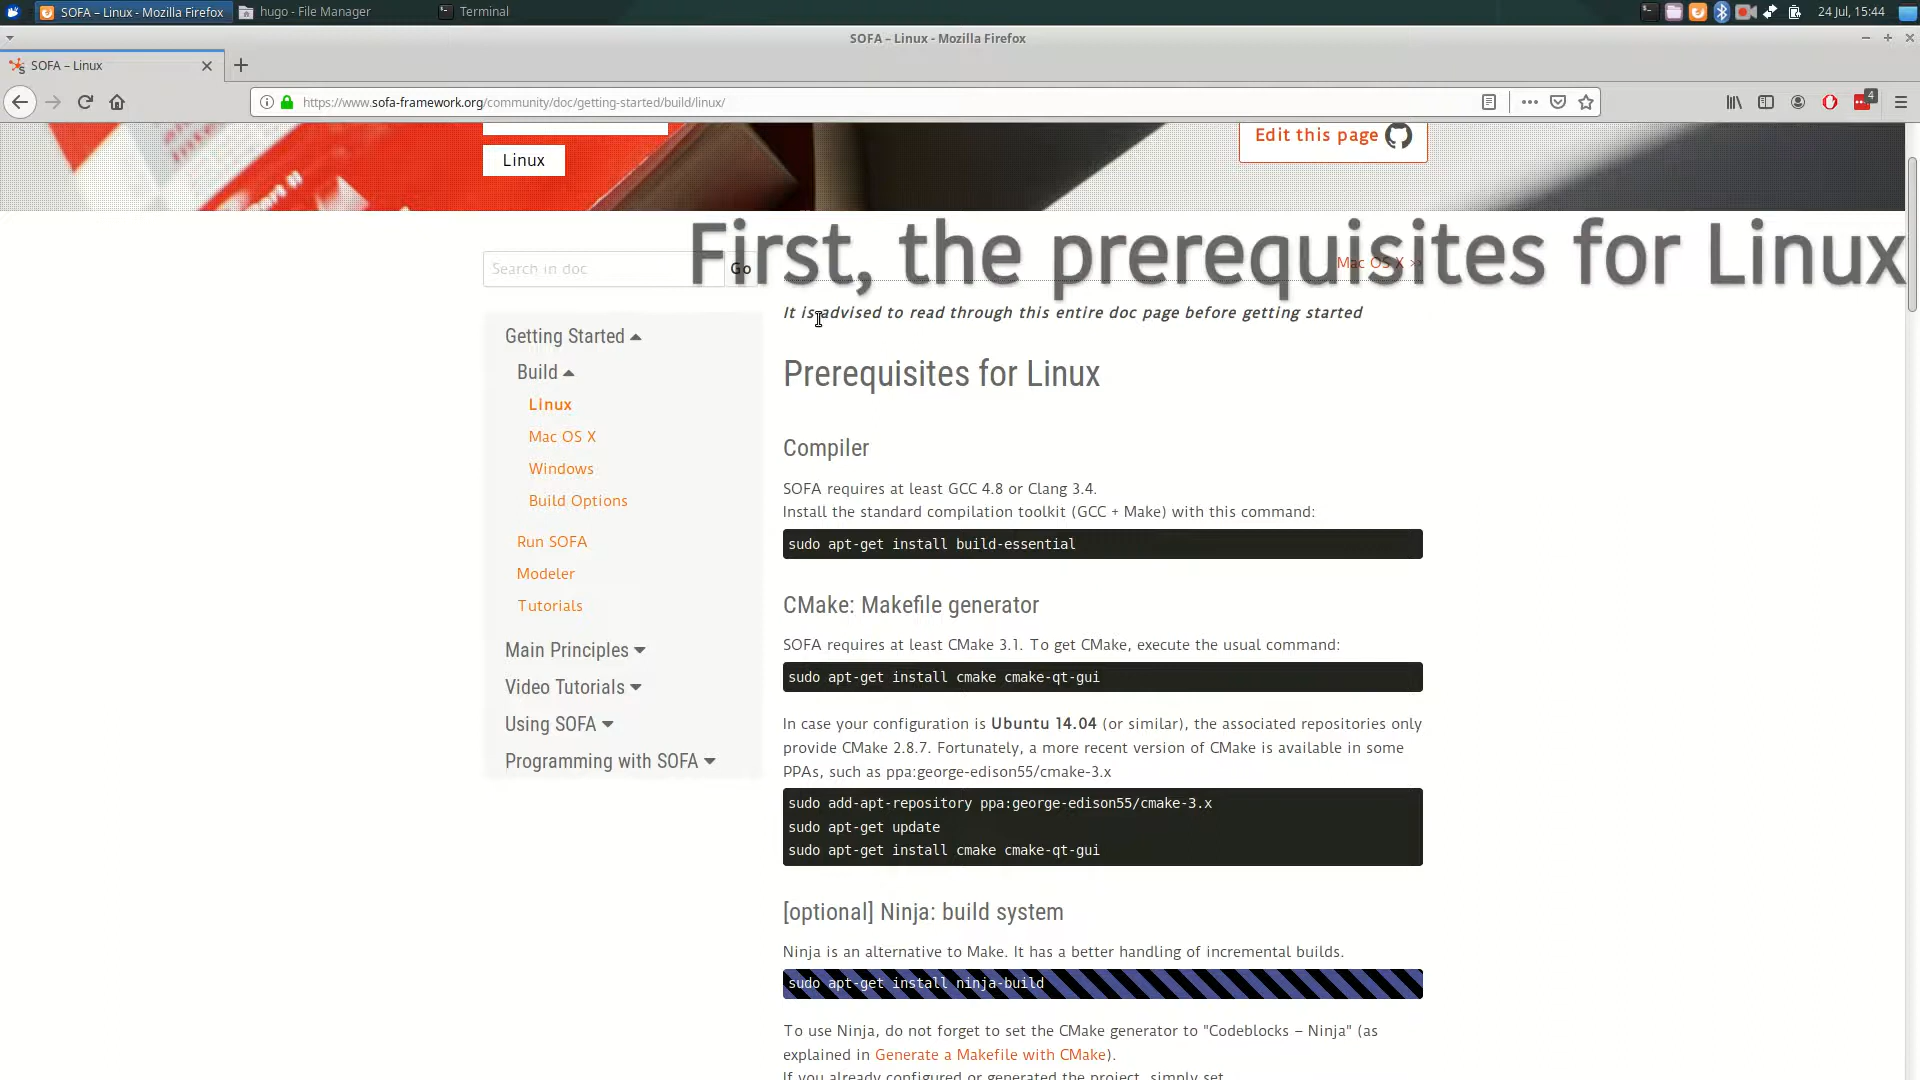 SOFA – Linux - Mozilla Firefox
hugo - File Manager
Terminal
24 Jul, 15:44
SOFA – Linux - Mozilla Firefox
SOFA – Linux
https://www.sofa-framework.org/community/doc/getting-started/build/linux/
4
Edit this page
Linux
First, the prerequisites for Linux
Search in doc
Go
Mac OS X >>
It is advised to read through this entire doc page before getting started
Getting Started
Build
Linux
Mac OS X
Windows
Build Options
Run SOFA
Modeler
Tutorials
Main Principles
Video Tutorials
Using SOFA
Programming with SOFA
Prerequisites for Linux
Compiler
SOFA requires at least GCC 4.8 or Clang 3.4.
Install the standard compilation toolkit (GCC + Make) with this command:
sudo apt-get install build-essential
CMake: Makefile generator
SOFA requires at least CMake 3.1. To get CMake, execute the usual command:
sudo apt-get install cmake cmake-qt-gui
In case your configuration is Ubuntu 14.04 (or similar), the associated repositories only
provide CMake 2.8.7. Fortunately, a more recent version of CMake is available in some
PPAs, such as ppa:george-edison55/cmake-3.x
sudo add-apt-repository ppa:george-edison55/cmake-3.x
sudo apt-get update
sudo apt-get install cmake cmake-qt-gui
[optional] Ninja: build system
Ninja is an alternative to Make. It has a better handling of incremental builds.
sudo apt-get install ninja-build
To use Ninja, do not forget to set the CMake generator to "Codeblocks – Ninja" (as
explained in Generate a Makefile with CMake).
If you already configured or generated the project, simply set